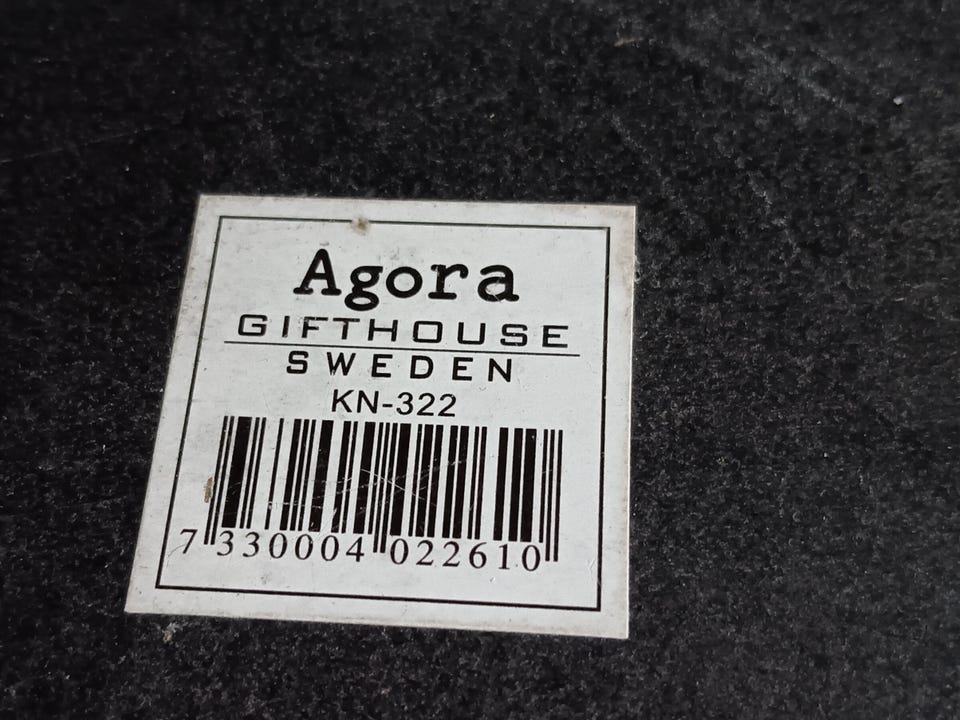 Agora
GIFTHOUSE
SWEDEN
KN-322
7 330004 022610